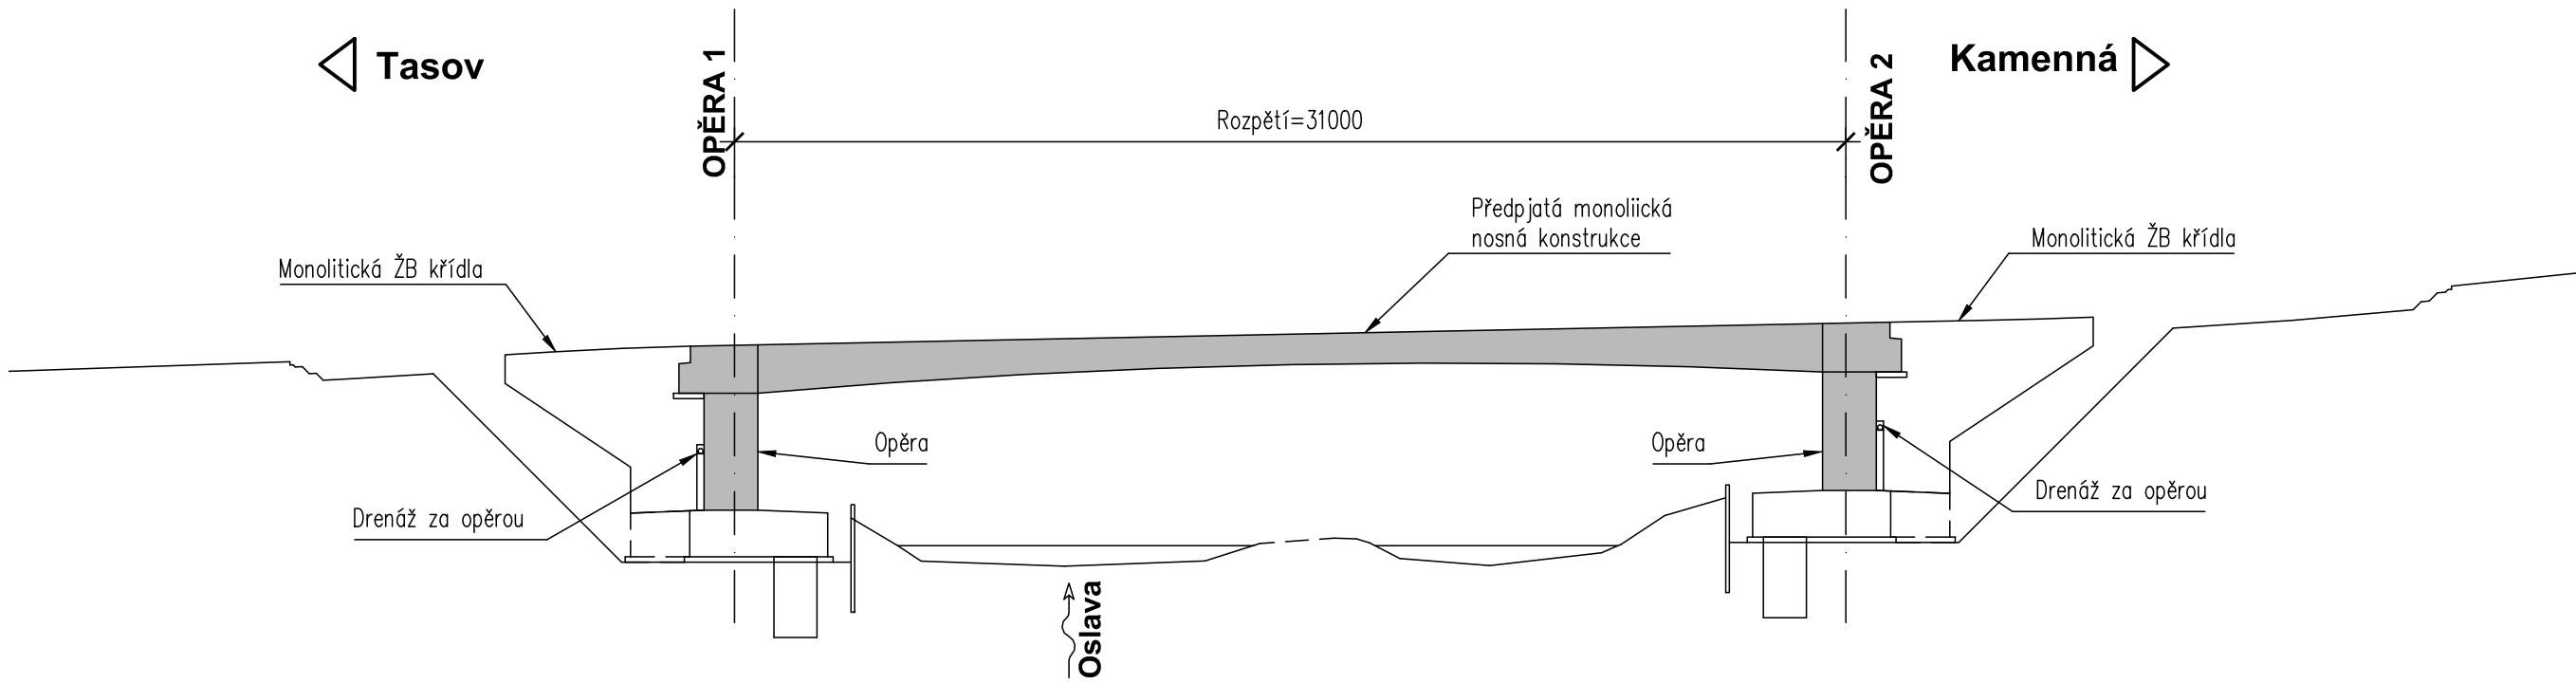 Tasov
OPĚRA 1
Rozpětí=31000
OPĚRA 2
Kamenná
Předpjatá monoliická
nosná konstrukce
Monolitická ŽB křídla
Monolitická ŽB křídla
Opěra
Opěra
Drenáž za opěrou
Drenáž za opěrou
Oslava